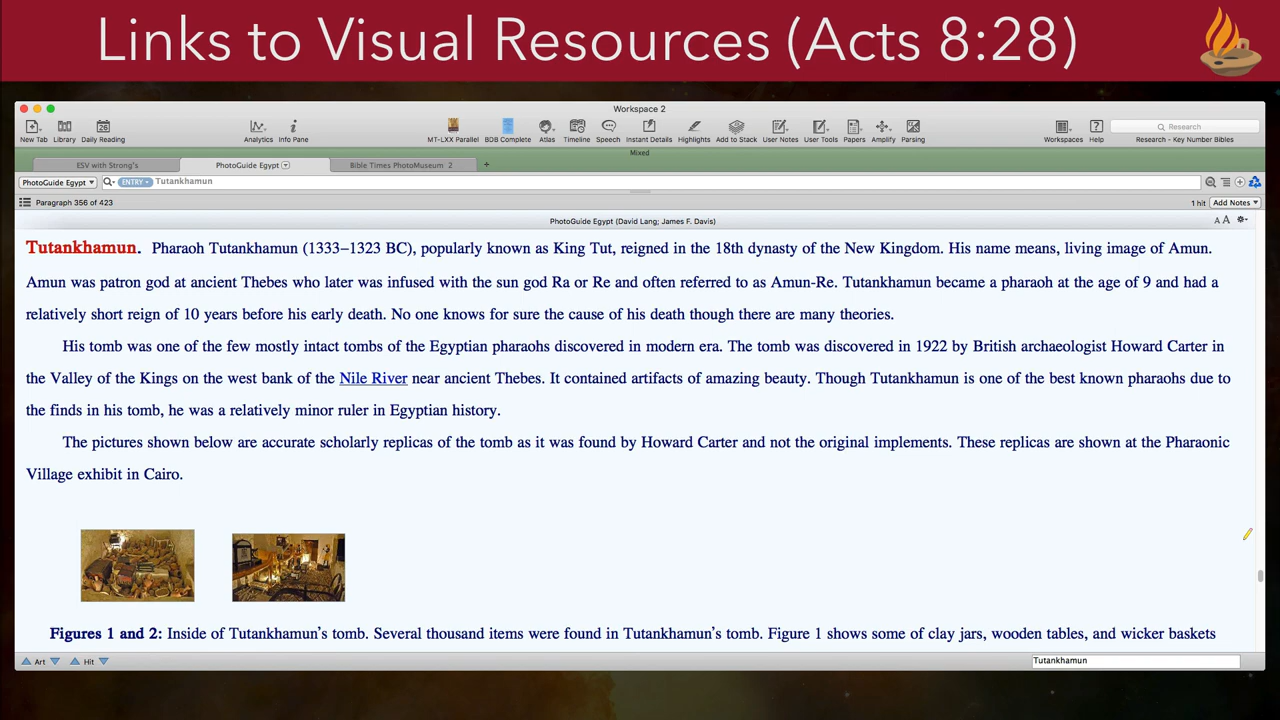 Links to Visual Resources (Acts 8:28)
Workspace 2
New Tab Library Daily Reading Analytics Info Pane MT-LXX Parallel BDB Complete Atlas Timeline Speech Instant Details Highlights Add to Stack User Notes User Tools Papers Amplify Parsing Workspaces Help Research
26
Research - Key Number Bibles
Mixed
ESV with Strong's PhotoGuide Egypt Bible Times PhotoMuseum 2 +
PhotoGuide Egypt ENTRY Tutankhamun
Paragraph 356 of 423 1 hit Add Notes
PhotoGuide Egypt (David Lang; James F. Davis) A A
Tutankhamun. Pharaoh Tutankhamun (1333–1323 BC), popularly known as King Tut, reigned in the 18th dynasty of the New Kingdom. His name means, living image of Amun.
Amun was patron god at ancient Thebes who later was infused with the sun god Ra or Re and often referred to as Amun-Re. Tutankhamun became a pharaoh at the age of 9 and had a
relatively short reign of 10 years before his early death. No one knows for sure the cause of his death though there are many theories.
His tomb was one of the few mostly intact tombs of the Egyptian pharaohs discovered in modern era. The tomb was discovered in 1922 by British archaeologist Howard Carter in
the Valley of the Kings on the west bank of the Nile River near ancient Thebes. It contained artifacts of amazing beauty. Though Tutankhamun is one of the best known pharaohs due to
the finds in his tomb, he was a relatively minor ruler in Egyptian history.
The pictures shown below are accurate scholarly replicas of the tomb as it was found by Howard Carter and not the original implements. These replicas are shown at the Pharaonic
Village exhibit in Cairo.
Figures 1 and 2: Inside of Tutankhamun's tomb. Several thousand items were found in Tutankhamun's tomb. Figure 1 shows some of clay jars, wooden tables, and wicker baskets
Art Hit Tutankhamun